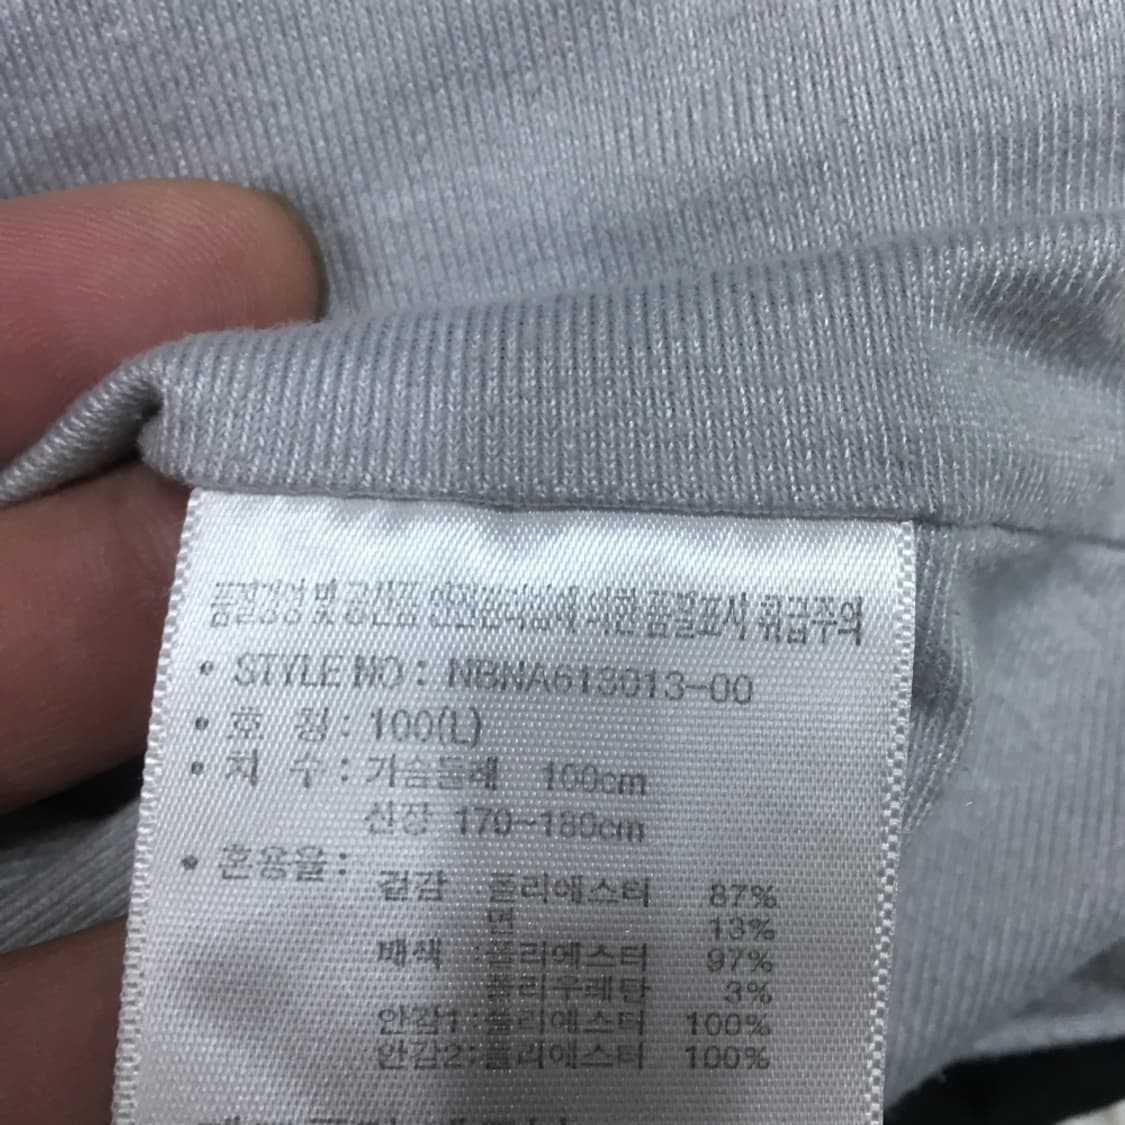 품질경영 및 공산품 안전관리법에 의한 품질표시 취급주의
• STYLE NO : NBNA613013-00
• 호 칭 : 100(L)
• 치 수 : 가슴둘레 100cm
신장 170~180cm
• 혼용율 :
겉감 폴리에스터 87%
면 13%
배색 : 폴리에스터 97%
폴리우레탄 3%
안감1 : 폴리에스터 100%
안감2 : 폴리에스터 100%